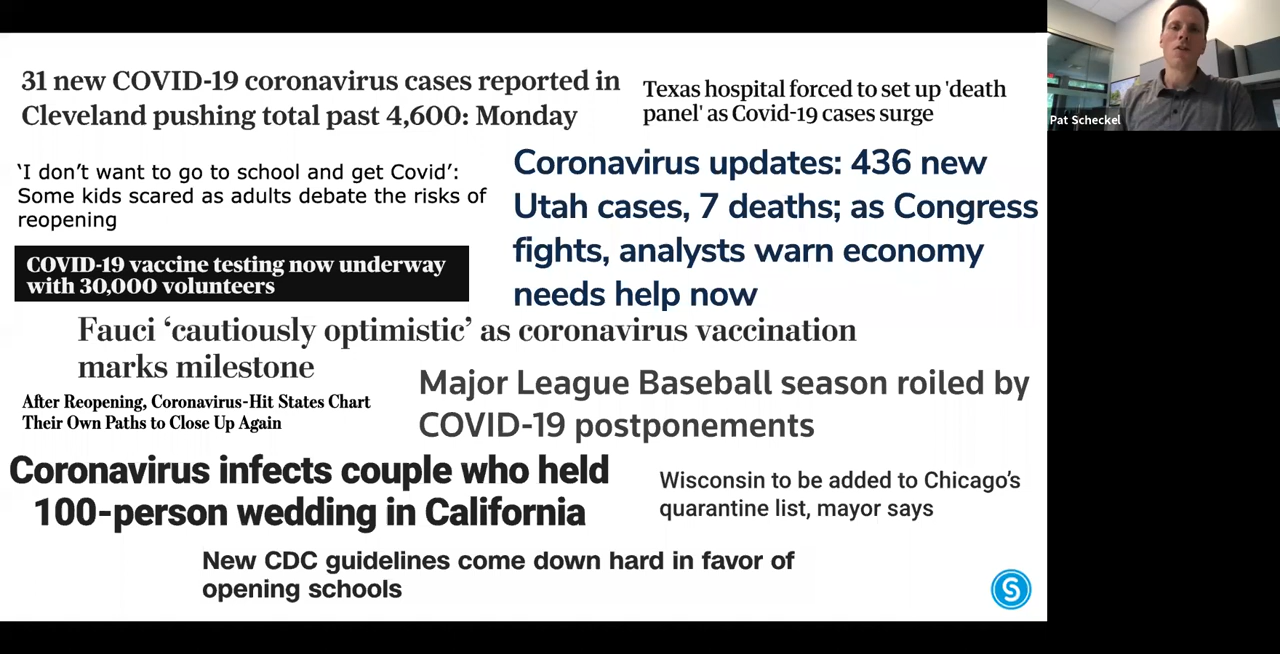 31 new COVID-19 coronavirus cases reported in
Cleveland pushing total past 4,600: Monday
Texas hospital forced to set up 'death
panel' as Covid-19 cases surge
Pat Scheckel
‘I don’t want to go to school and get Covid’:
Some kids scared as adults debate the risks of
reopening
Coronavirus updates: 436 new
Utah cases, 7 deaths; as Congress
fights, analysts warn economy
needs help now
COVID-19 vaccine testing now underway
with 30,000 volunteers
Fauci ‘cautiously optimistic’ as coronavirus vaccination
marks milestone
After Reopening, Coronavirus-Hit States Chart
Their Own Paths to Close Up Again
Major League Baseball season roiled by
COVID-19 postponements
Coronavirus infects couple who held
100-person wedding in California
Wisconsin to be added to Chicago’s
quarantine list, mayor says
New CDC guidelines come down hard in favor of
opening schools
S